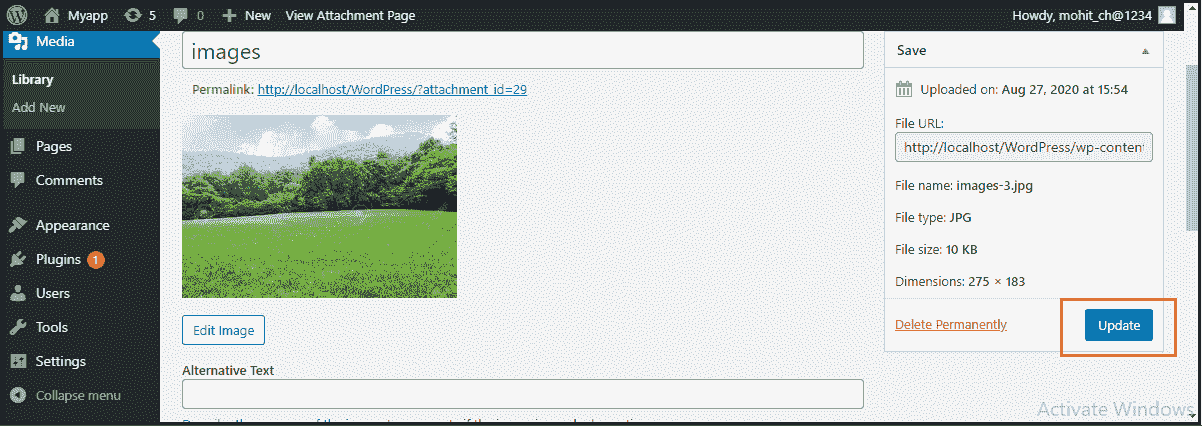 Myapp 5 0 New View Attachment Page Howdy, mohit_ch@1234
Media
Library
Add New
Pages
Comments
Appearance
Plugins 1
Users
Tools
Settings
Collapse menu
images
Permalink: http://localhost/WordPress/?attachment_id=29
Edit Image
Alternative Text
Save
Uploaded on: Aug 27, 2020 at 15:54
File URL:
http://localhost/WordPress/wp-content
File name: images-3.jpg
File type: JPG
File size: 10 KB
Dimensions: 275 × 183
Delete Permanently Update
Activate Windows